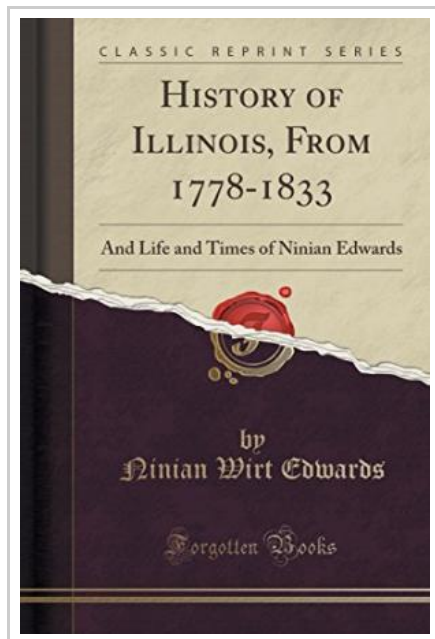 CLASSIC REPRINT SERIES
HISTORY OF
ILLINOIS, FROM
1778-1833
And Life and Times of Ninian Edwards
by
Ninian Wirt Edwards
Forgotten Books